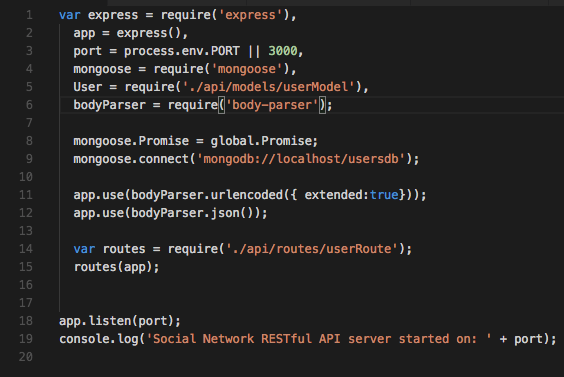 1 var express = require('express'),
2 app = express(),
3 port = process.env.PORT || 3000,
4 mongoose = require('mongoose'),
5 User = require('./api/models/userModel'),
6 bodyParser = require('body-parser');
7
8 mongoose.Promise = global.Promise;
9 mongoose.connect('mongodb://localhost/usersdb');
10
11 app.use(bodyParser.urlencoded({ extended:true}));
12 app.use(bodyParser.json());
13
14 var routes = require('./api/routes/userRoute');
15 routes(app);
16
17
18 app.listen(port);
19 console.log('Social Network RESTful API server started on: ' + port);
20